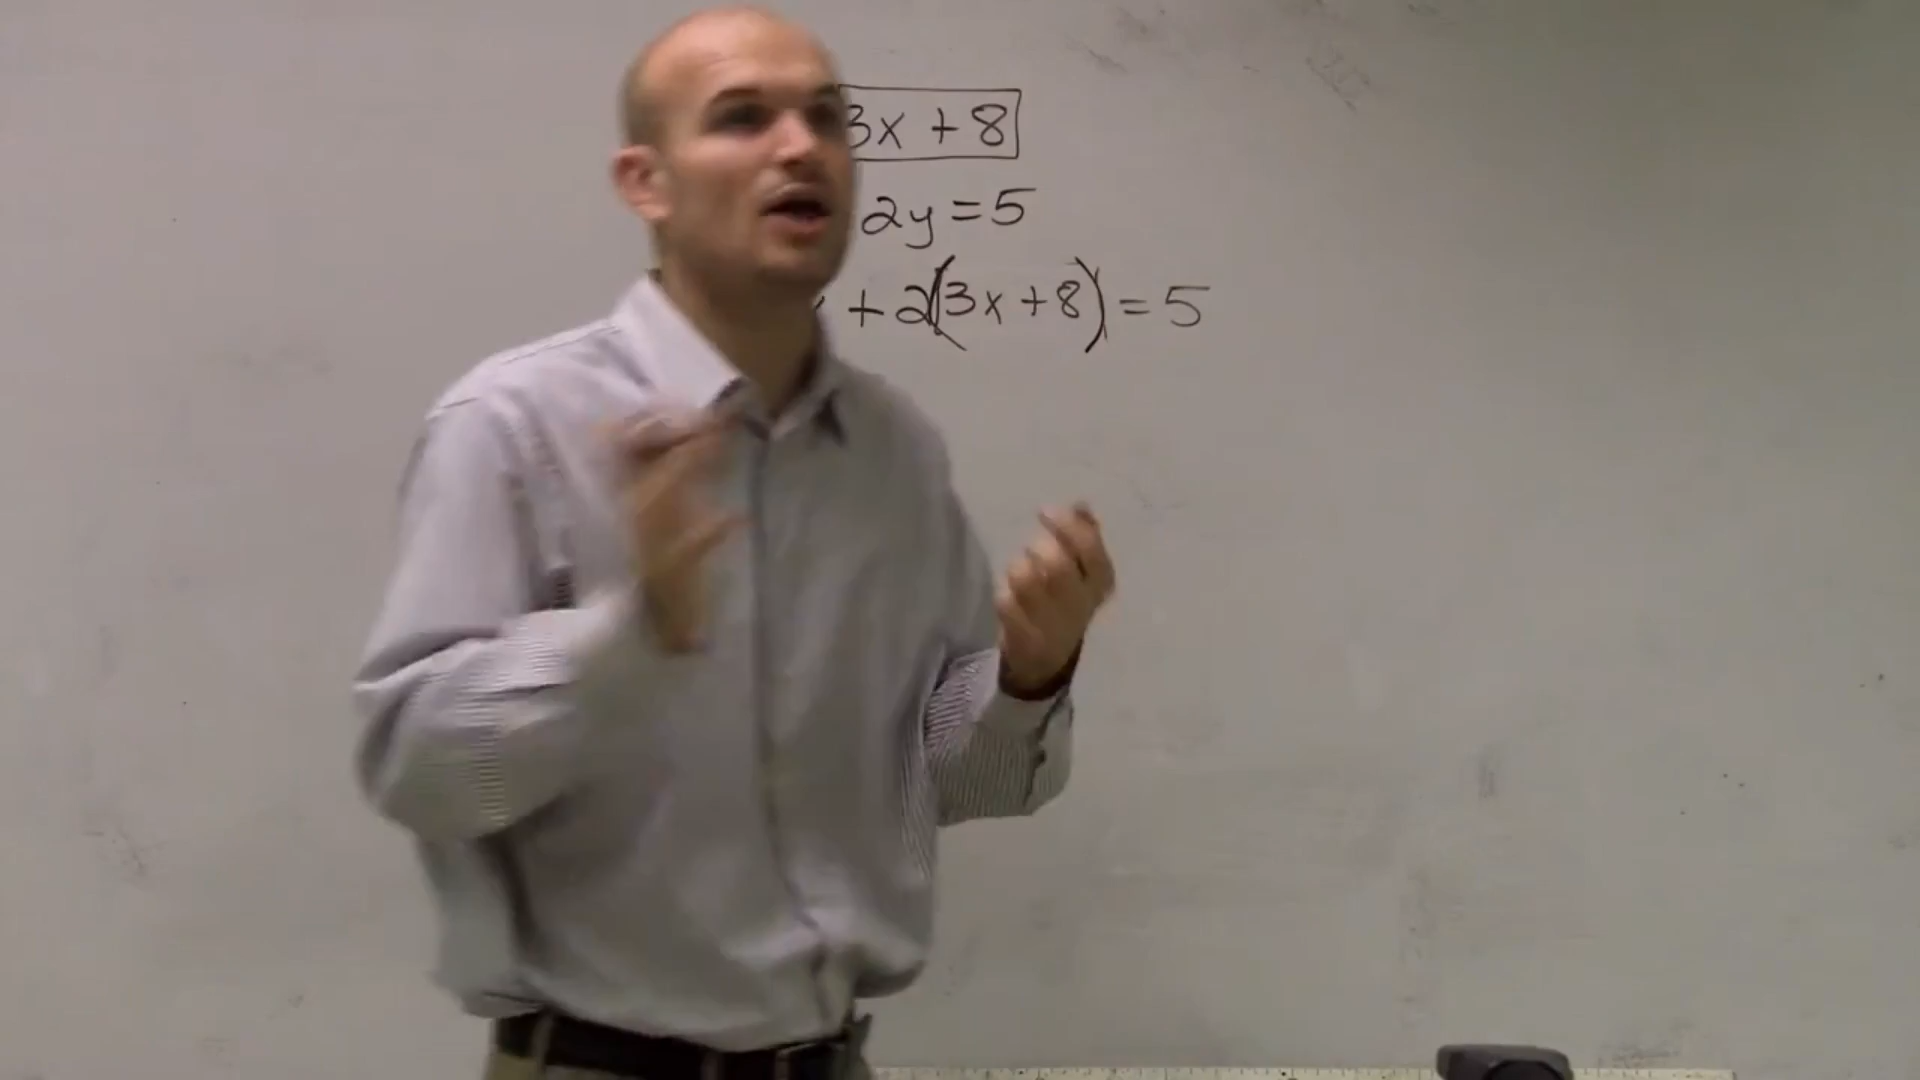 3x + 8
2y = 5
+ 2(3x + 8) = 5